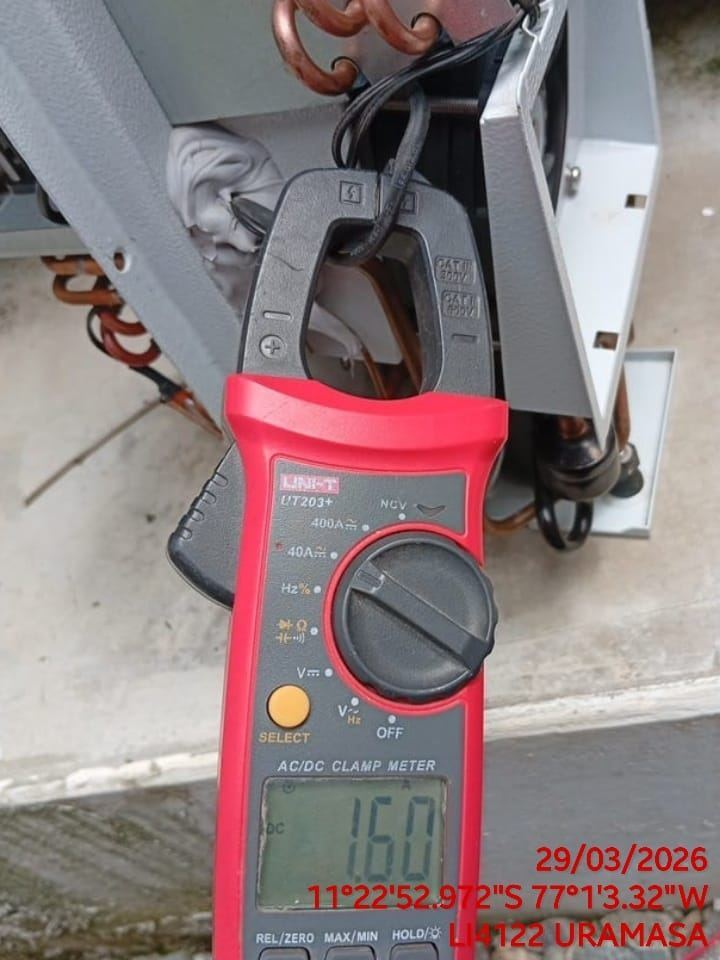 CAT III
300V
CAT II
600V
UNI-T
UT203+
NCV
400A
40A
Hz%
Ω
V
V
Hz
OFF
SELECT
AC/DC CLAMP METER
DC
A
1.60
REL/ZERO MAX/MIN HOLD/
29/03/2026
11°22'52.972"S 77°1'3.32"W
LI4122 URAMASA